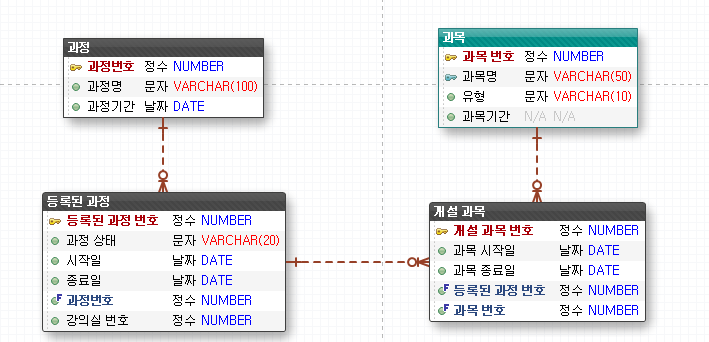 과정
과정번호 정수 NUMBER
과정명 문자 VARCHAR(100)
과정기간 날짜 DATE
과목
과목 번호 정수 NUMBER
과목명 문자 VARCHAR(50)
유형 문자 VARCHAR(10)
과목기간 N/A N/A
등록된 과정
등록된 과정 번호 정수 NUMBER
과정 상태 문자 VARCHAR(20)
시작일 날짜 DATE
종료일 날짜 DATE
과정번호 정수 NUMBER
강의실 번호 정수 NUMBER
개설 과목
개설 과목 번호 정수 NUMBER
과목 시작일 날짜 DATE
과목 종료일 날짜 DATE
등록된 과정 번호 정수 NUMBER
과목 번호 정수 NUMBER